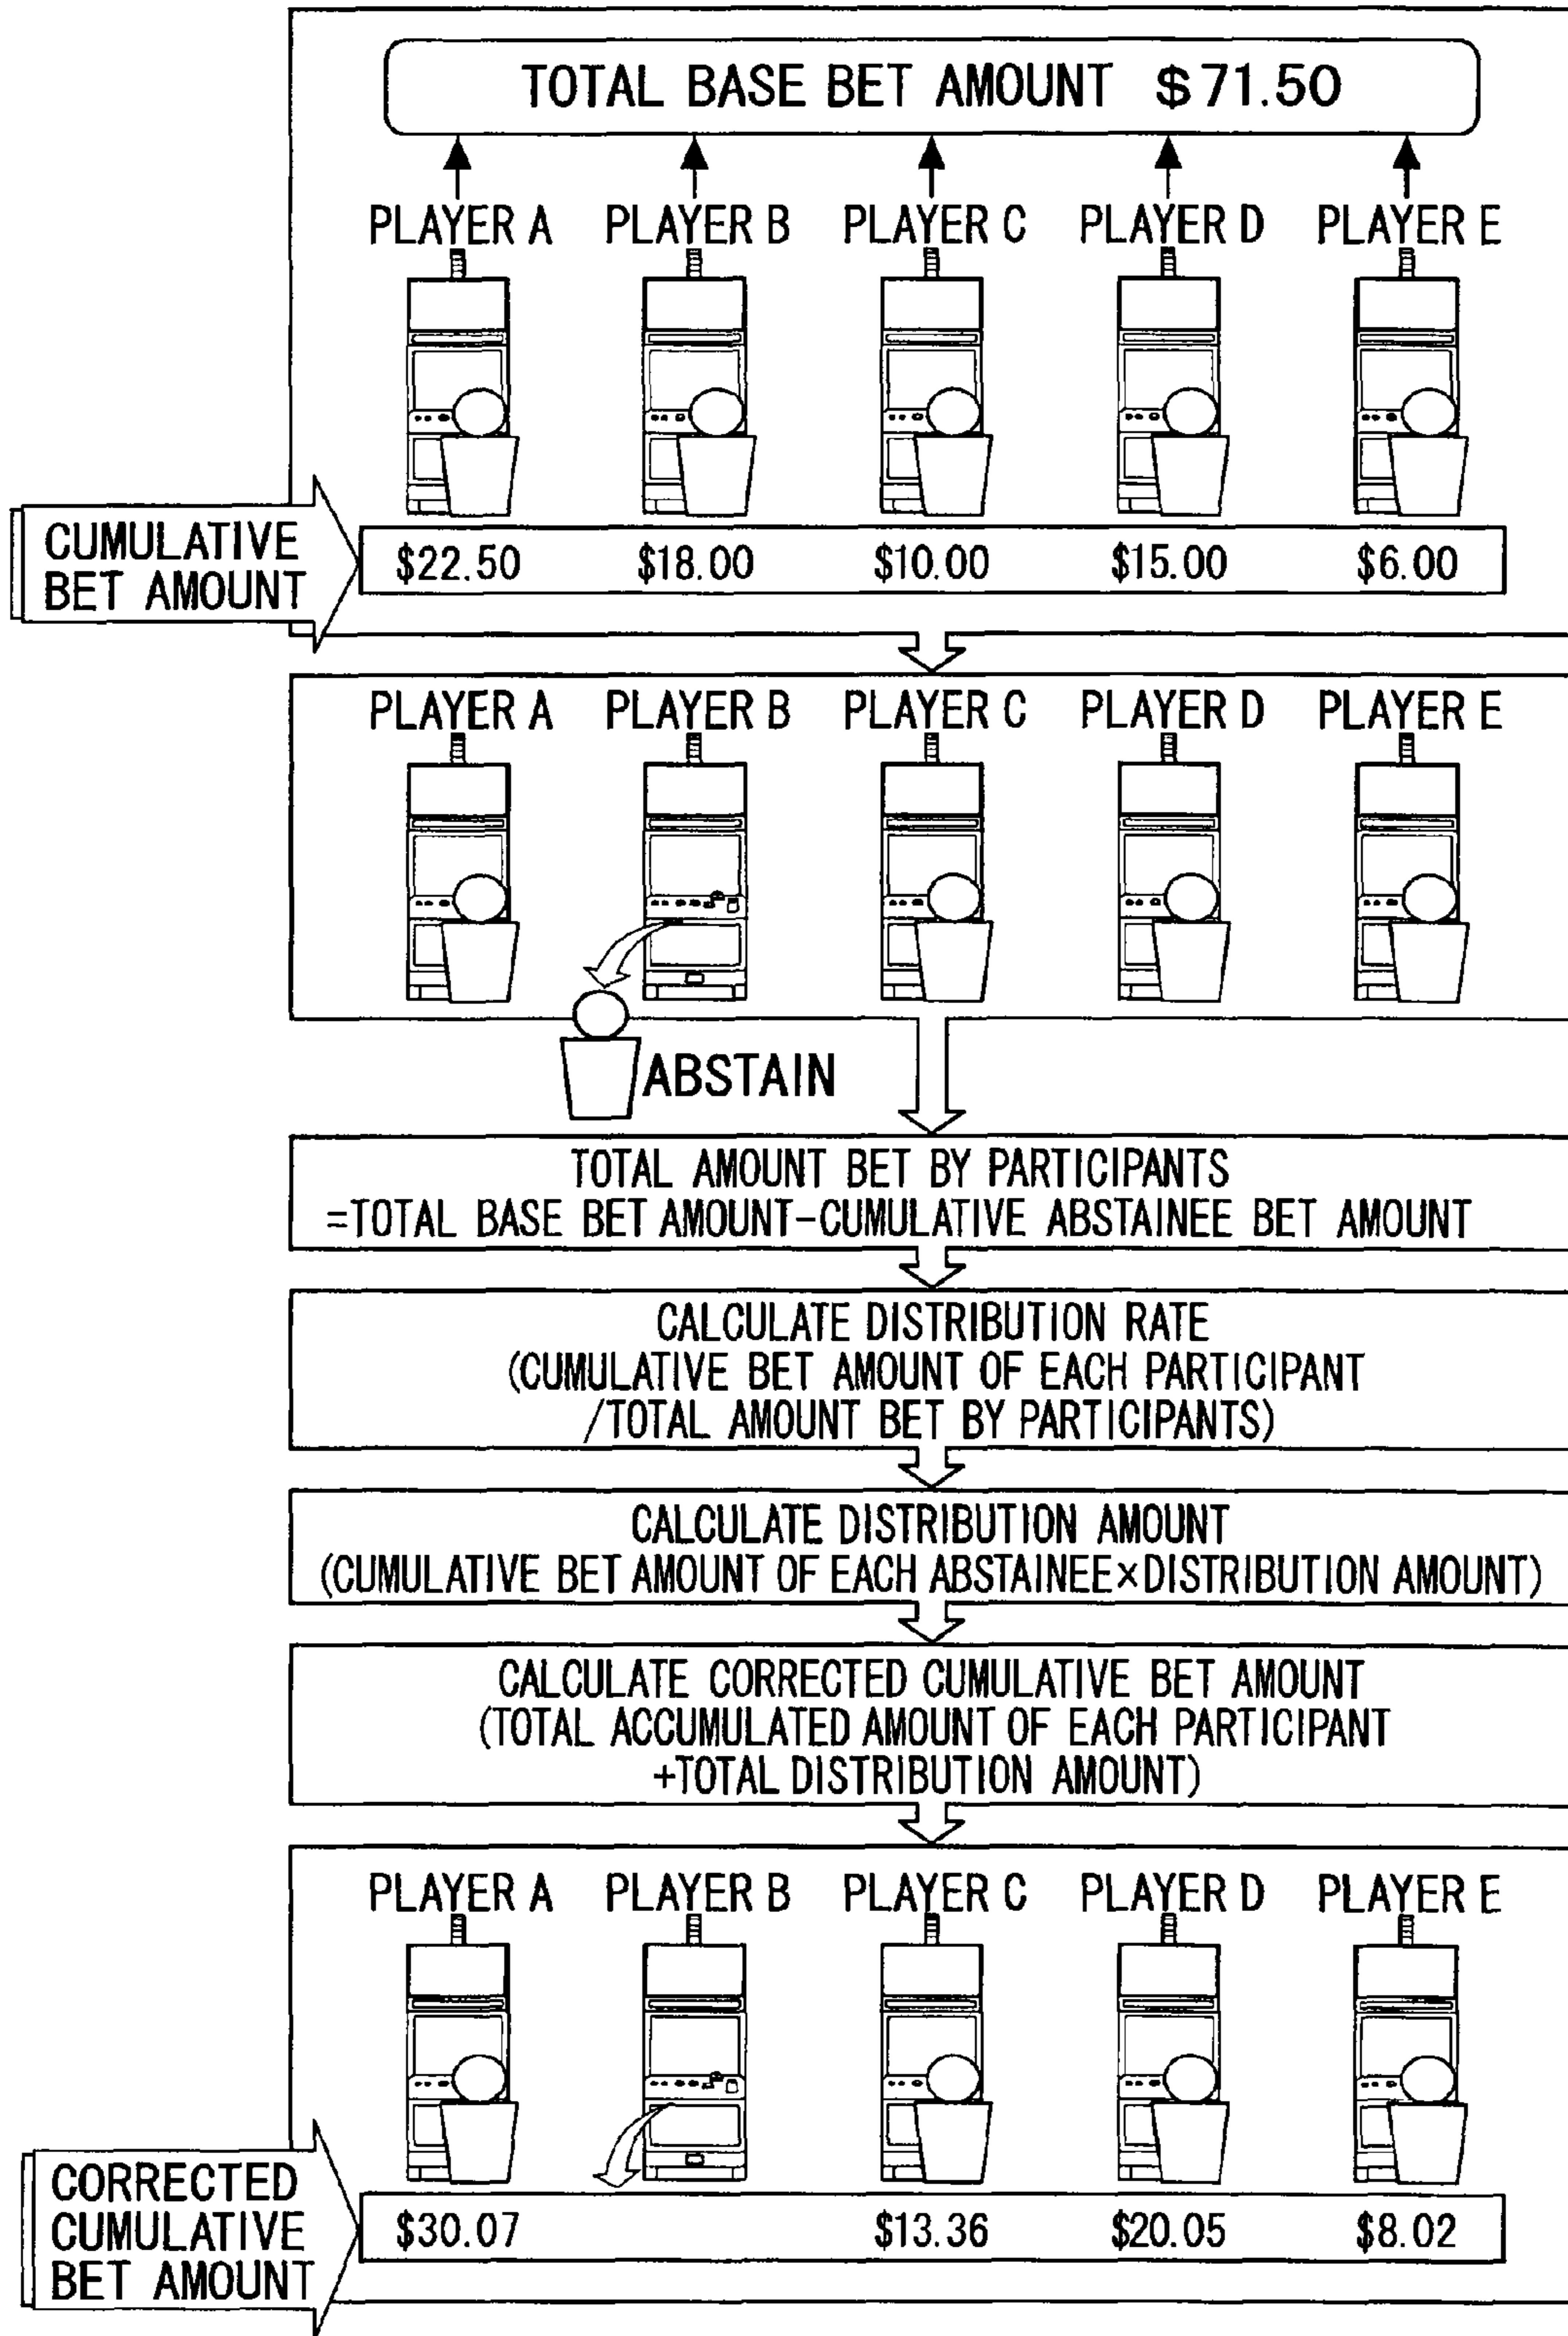 TOTAL BASE BET AMOUNT $71.50
PLAYER A PLAYER B PLAYER C PLAYER D PLAYER E
CUMULATIVE
BET AMOUNT
$22.50 $18.00 $10.00 $15.00 $6.00
PLAYER A PLAYER B PLAYER C PLAYER D PLAYER E
ABSTAIN
TOTAL AMOUNT BET BY PARTICIPANTS
=TOTAL BASE BET AMOUNT-CUMULATIVE ABSTAINEE BET AMOUNT
CALCULATE DISTRIBUTION RATE
(CUMULATIVE BET AMOUNT OF EACH PARTICIPANT
/TOTAL AMOUNT BET BY PARTICIPANTS)
CALCULATE DISTRIBUTION AMOUNT
(CUMULATIVE BET AMOUNT OF EACH ABSTAINEE×DISTRIBUTION AMOUNT)
CALCULATE CORRECTED CUMULATIVE BET AMOUNT
(TOTAL ACCUMULATED AMOUNT OF EACH PARTICIPANT
+TOTAL DISTRIBUTION AMOUNT)
PLAYER A PLAYER B PLAYER C PLAYER D PLAYER E
CORRECTED
CUMULATIVE
BET AMOUNT
$30.07 $13.36 $20.05 $8.02